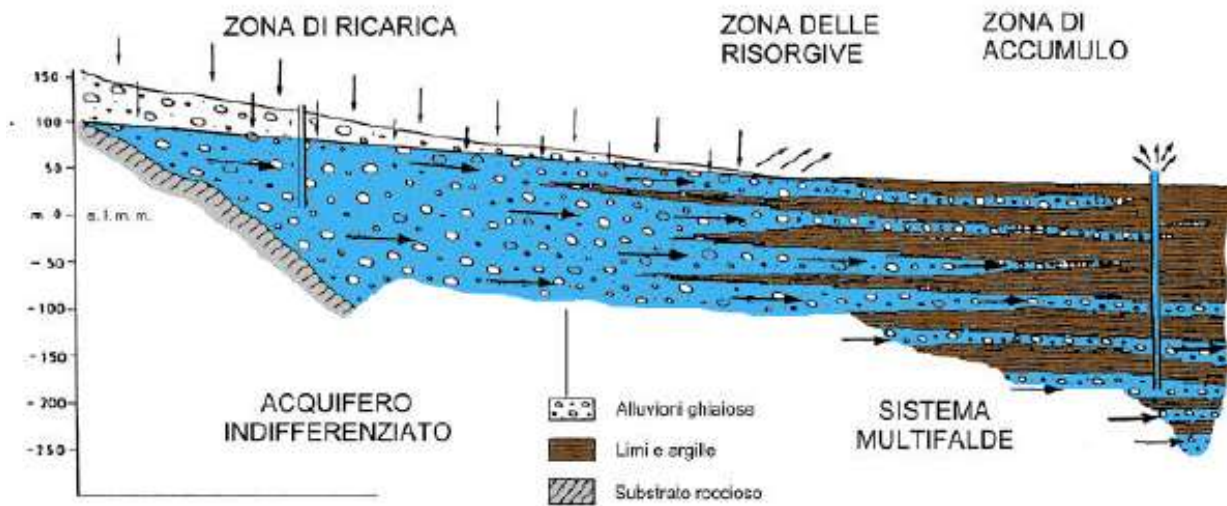 ZONA DI RICARICA
ZONA DELLE
RISORGIVE
ZONA DI
ACCUMULO
150
100
50
m 0
s. l. m. m.
- 50
-100
-150
-200
-150
ACQUIFERO
INDIFFERENZIATO
Alluvioni ghiaiose
Limi e argille
Substrato roccioso
SISTEMA
MULTIFALDE